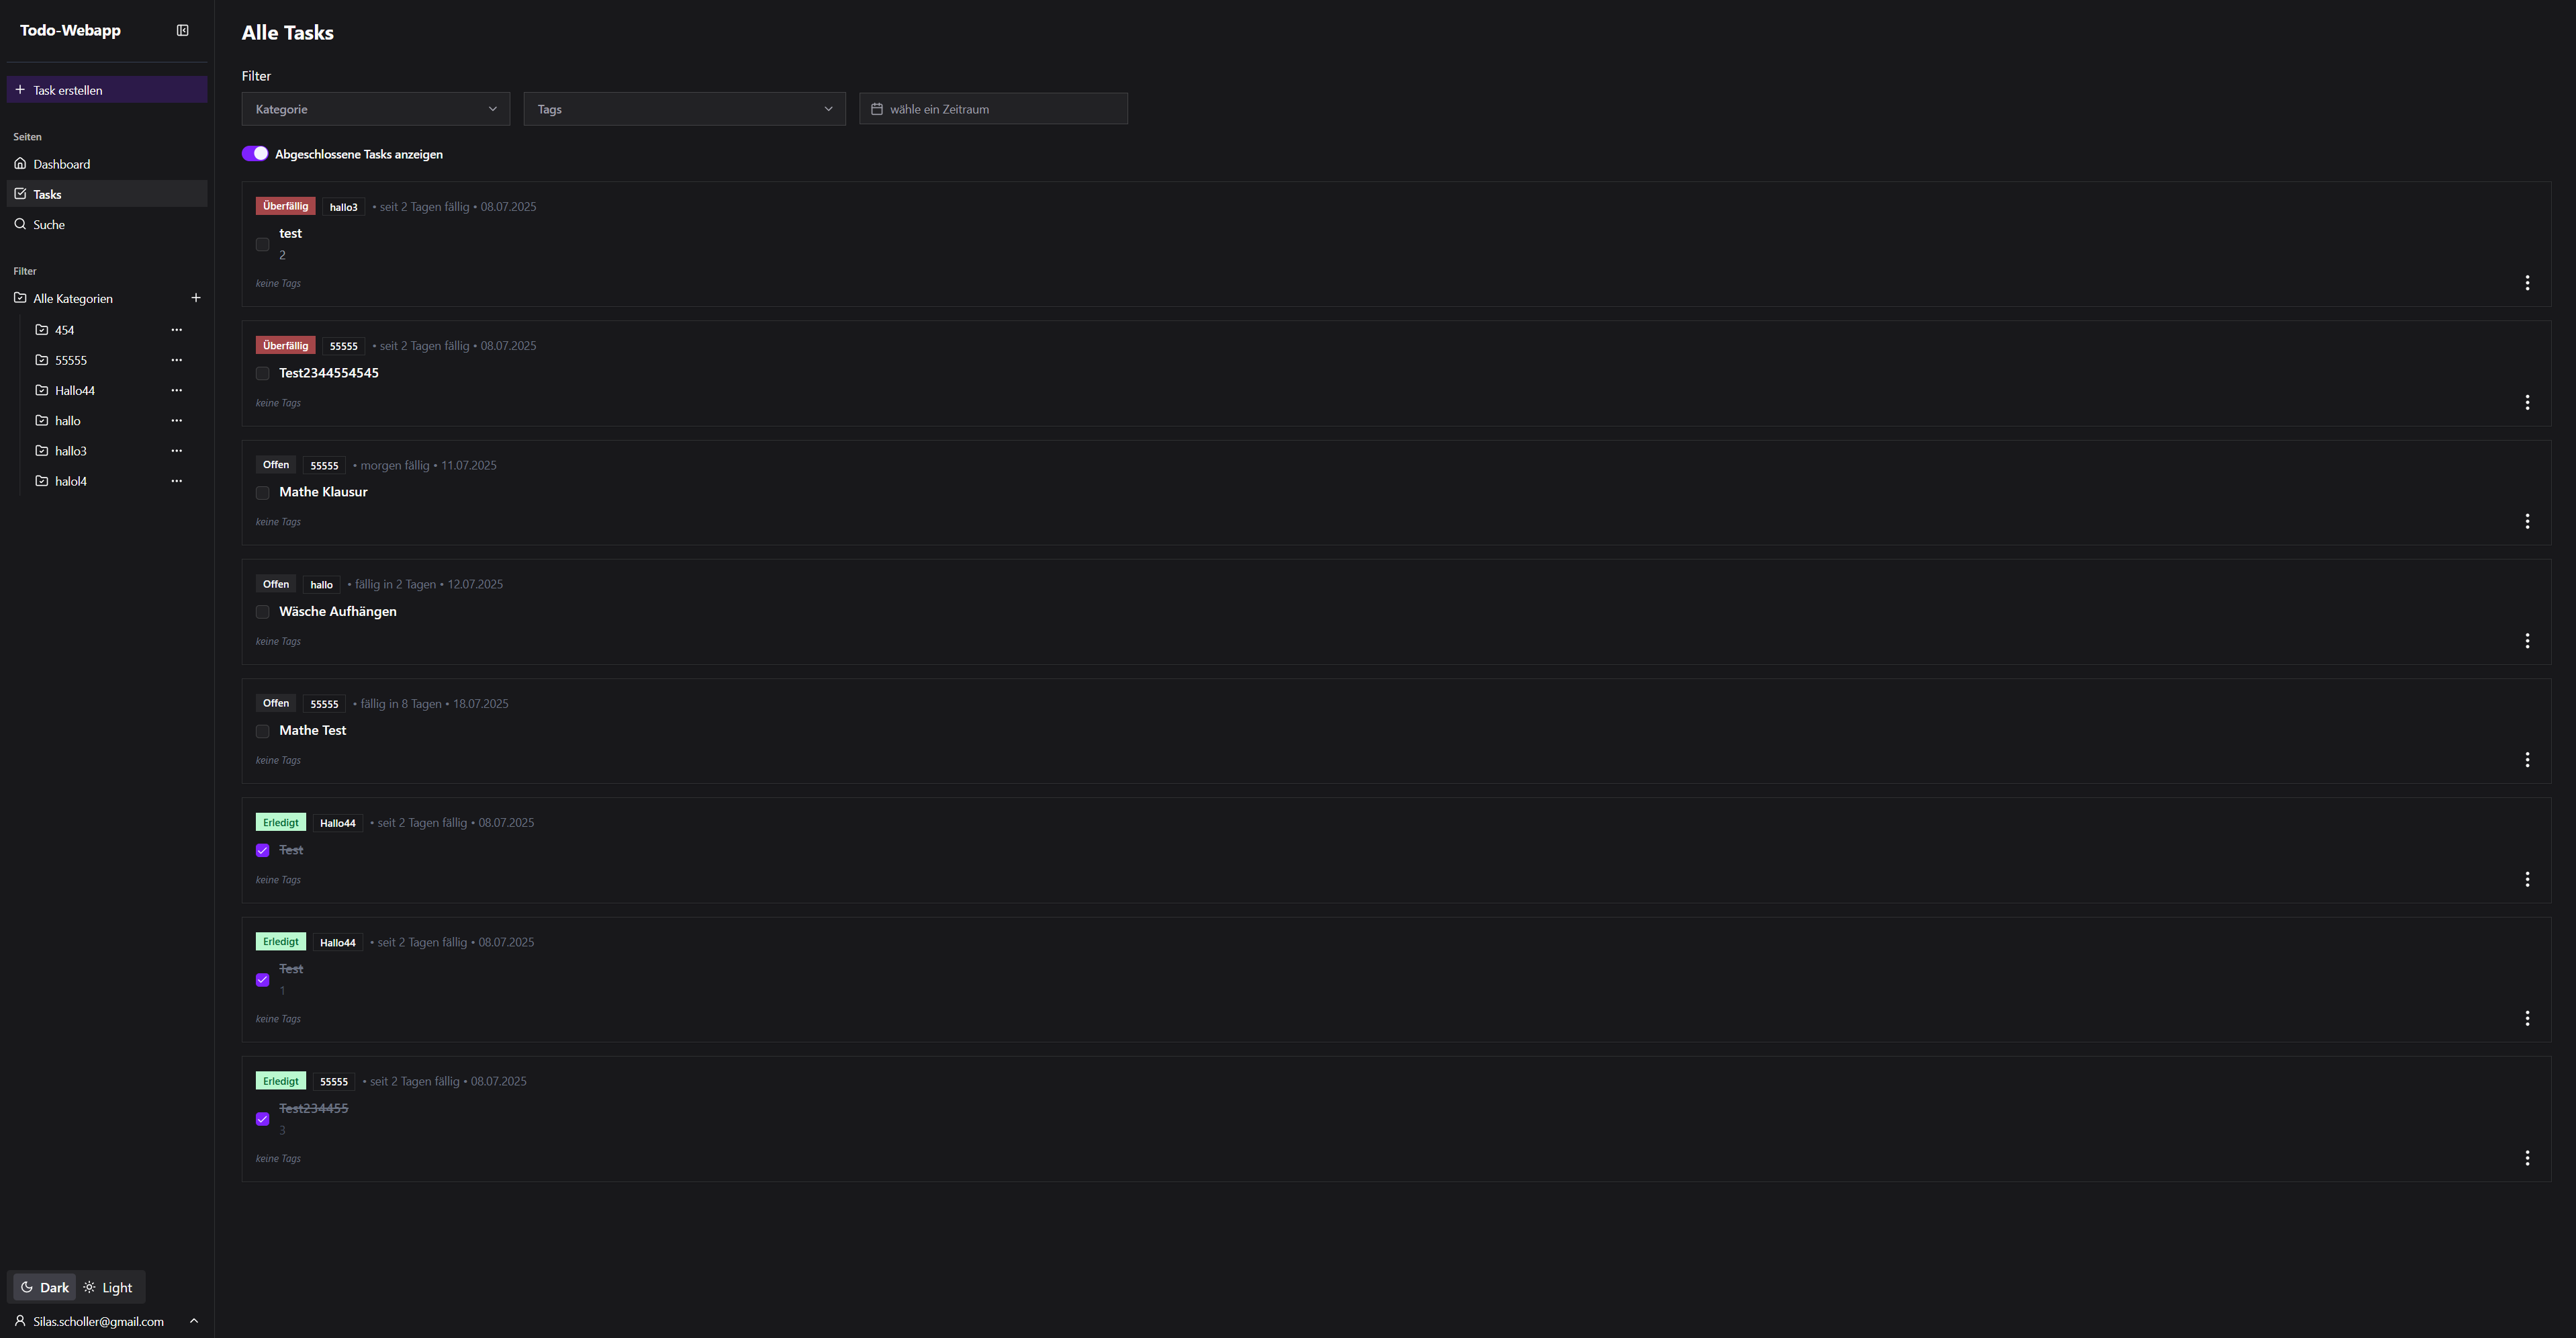 Todo-Webapp
Task erstellen
Seiten
Dashboard
Tasks
Suche
Filter
Alle Kategorien
454
55555
Hallo44
hallo
hallo3
halol4
Dark Light
Silas.scholler@gmail.com
Alle Tasks
Filter
Kategorie Tags wähle ein Zeitraum
Abgeschlossene Tasks anzeigen
Überfällig hallo3 • seit 2 Tagen fällig • 08.07.2025
test
2
keine Tags
Überfällig 55555 • seit 2 Tagen fällig • 08.07.2025
Test2344554545
keine Tags
Offen 55555 • morgen fällig • 11.07.2025
Mathe Klausur
keine Tags
Offen hallo • fällig in 2 Tagen • 12.07.2025
Wäsche Aufhängen
keine Tags
Offen 55555 • fällig in 8 Tagen • 18.07.2025
Mathe Test
keine Tags
Erledigt Hallo44 • seit 2 Tagen fällig • 08.07.2025
Test
keine Tags
Erledigt Hallo44 • seit 2 Tagen fällig • 08.07.2025
Test
1
keine Tags
Erledigt 55555 • seit 2 Tagen fällig • 08.07.2025
Test234455
3
keine Tags